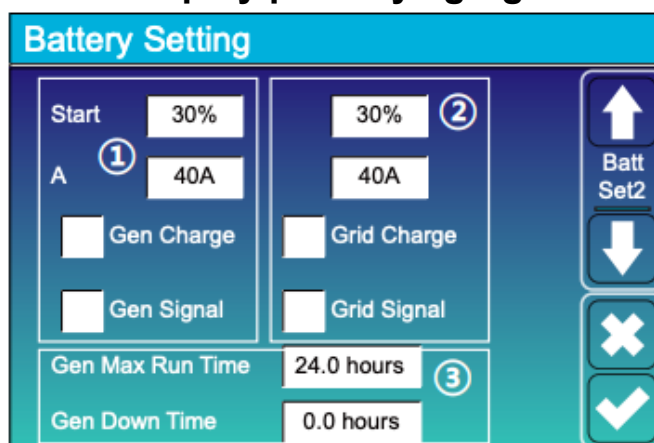 Battery Setting
Start 30% 30% ②
A ① 40A 40A
Batt
Set2
Gen Charge Grid Charge
Gen Signal Grid Signal
Gen Max Run Time 24.0 hours ③
Gen Down Time 0.0 hours